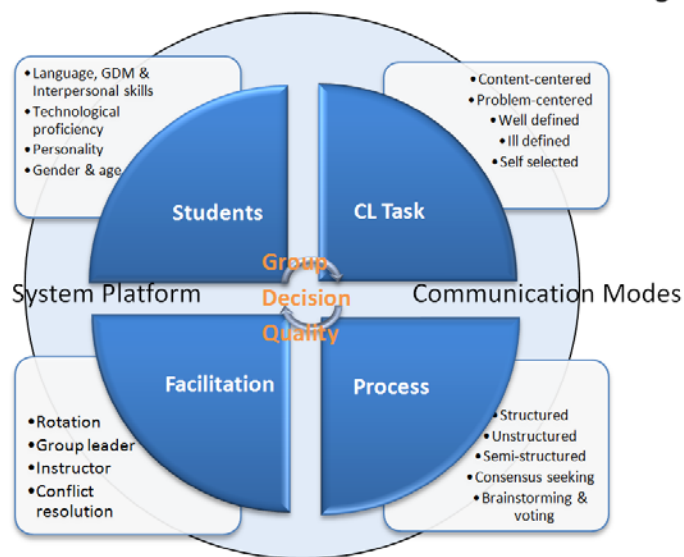 •Language, GDM &
Interpersonal skills
•Technological
proficiency
•Personality
•Gender & age
•Content-centered
•Problem-centered
•Well defined
•Ill defined
•Self selected
Students
CL Task
Group
Decision
Quality
System Platform
Communication Modes
Facilitation
Process
•Rotation
•Group leader
•Instructor
•Conflict
resolution
•Structured
•Unstructured
•Semi-structured
•Consensus seeking
•Brainstorming &
voting